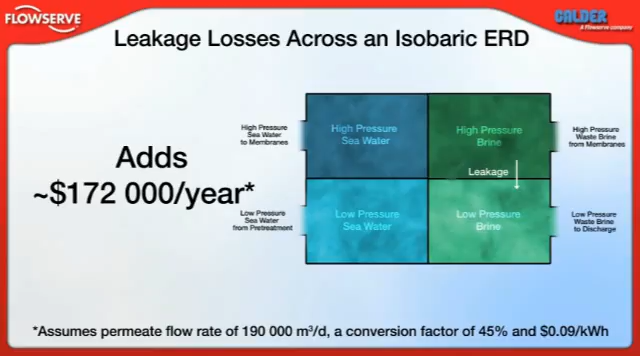 FLOWSERVE
CALDER
A Flowserve company
Leakage Losses Across an Isobaric ERD
Adds
~$172 000/year*
High Pressure
Sea Water
to Membranes
High Pressure
Sea Water
High Pressure
Brine
High Pressure
Waste Brine
from Membranes
Leakage
Low Pressure
Sea Water
from Pretreatment
Low Pressure
Sea Water
Low Pressure
Brine
Low Pressure
Waste Brine
to Discharge
*Assumes permeate flow rate of 190 000 m³/d, a conversion factor of 45% and $0.09/kWh